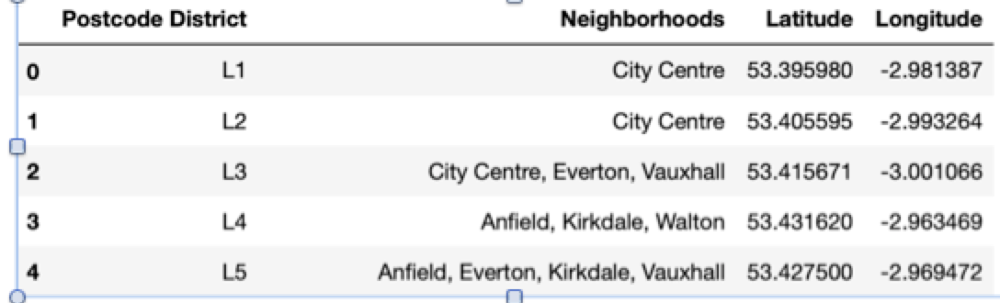 Postcode District Neighborhoods Latitude Longitude
0 L1 City Centre 53.395980 -2.981387
1 L2 City Centre 53.405595 -2.993264
2 L3 City Centre, Everton, Vauxhall 53.415671 -3.001066
3 L4 Anfield, Kirkdale, Walton 53.431620 -2.963469
4 L5 Anfield, Everton, Kirkdale, Vauxhall 53.427500 -2.969472